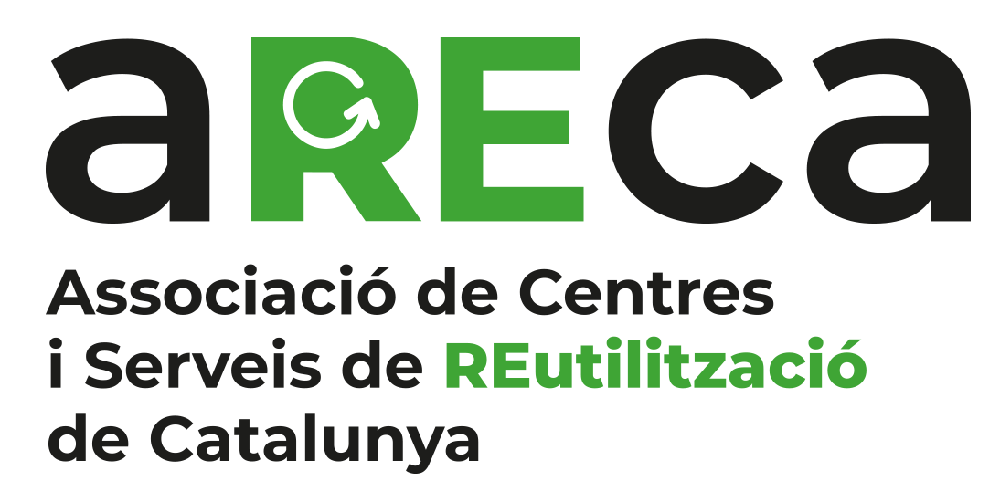 aREca
Associació de Centres
i Serveis de REutilització
de Catalunya